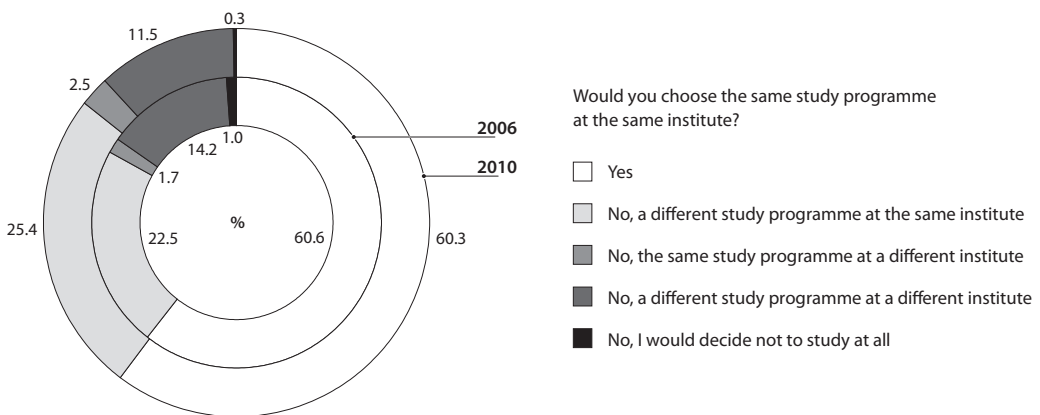 0.3
11.5
2.5
1.0
14.2
1.7
2006
2010
%
25.4
22.5
60.6
60.3
Would you choose the same study programme
at the same institute?
Yes
No, a different study programme at the same institute
No, the same study programme at a different institute
No, a different study programme at a different institute
No, I would decide not to study at all